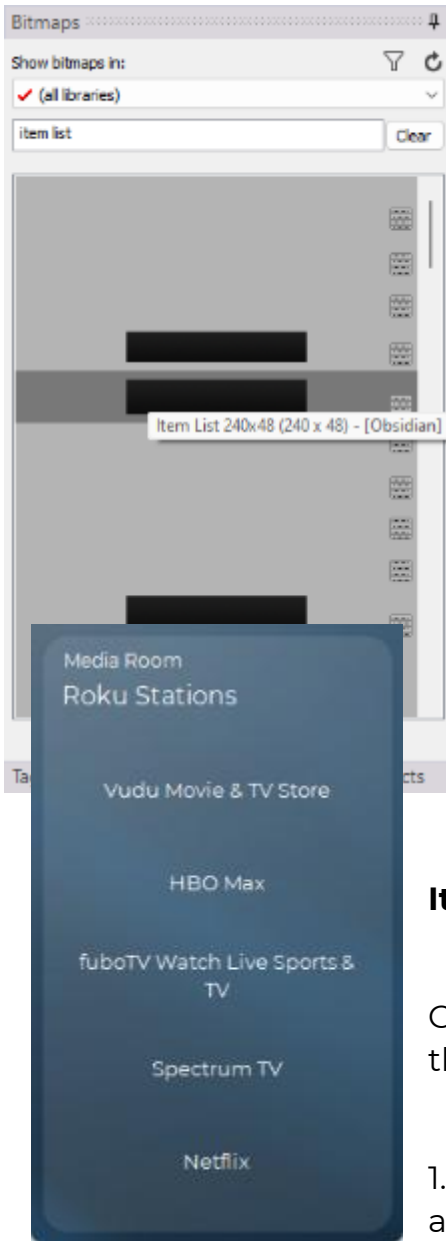 Bitmaps
Show bitmaps in:
(all libraries)
item list
Clear
Item List 240x48 (240 x 48) - [Obsidian]
Media Room
Roku Stations
Vudu Movie & TV Store
HBO Max
fuboTV Watch Live Sports &
TV
Spectrum TV
Netflix
1.